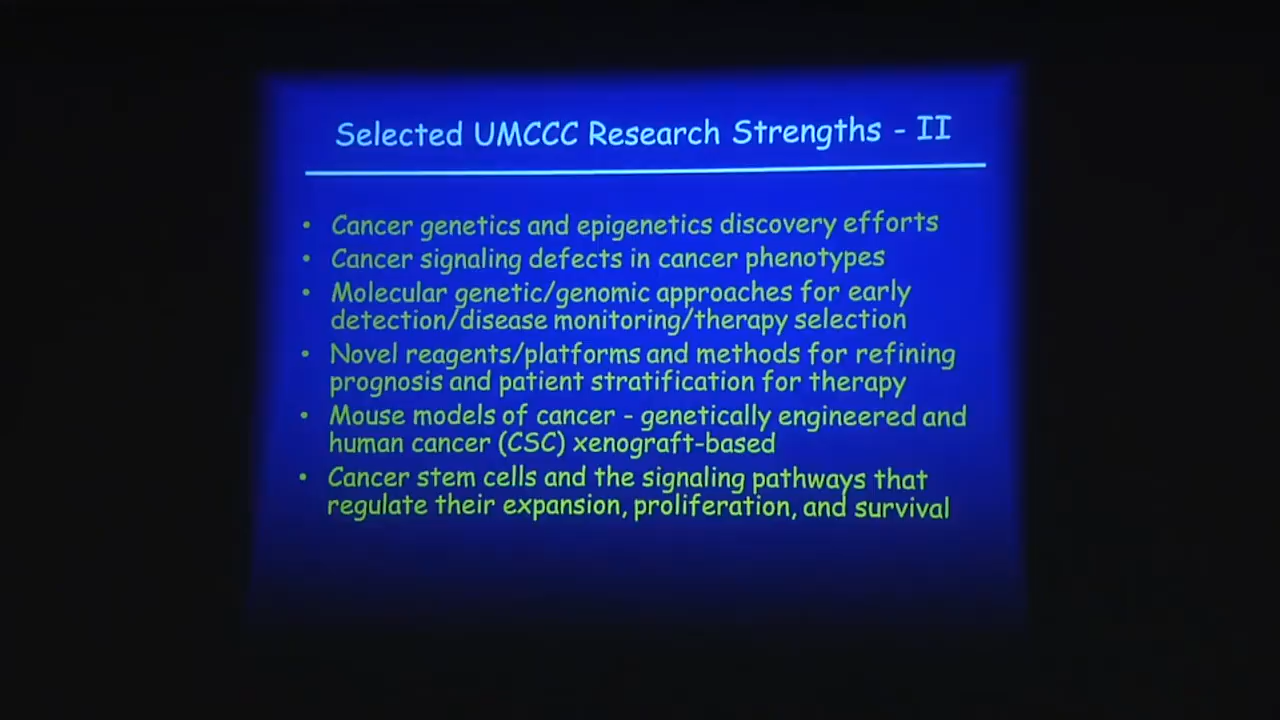 Selected UMCCC Research Strengths - II
• Cancer genetics and epigenetics discovery efforts
• Cancer signaling defects in cancer phenotypes
• Molecular genetic/genomic approaches for early
detection/disease monitoring/therapy selection
• Novel reagents/platforms and methods for refining
prognosis and patient stratification for therapy
• Mouse models of cancer - genetically engineered and
human cancer (CSC) xenograft-based
• Cancer stem cells and the signaling pathways that
regulate their expansion, proliferation, and survival